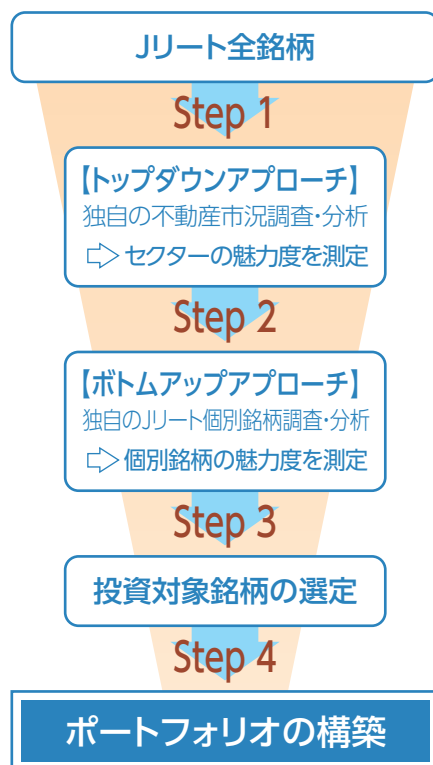 Jリート全銘柄
Step 1
【トップダウンアプローチ】
独自の不動産市況調査・分析
⇨セクターの魅力度を測定
Step 2
【ボトムアップアプローチ】
独自のJリート個別銘柄調査・分析
⇨個別銘柄の魅力度を測定
Step 3
投資対象銘柄の選定
Step 4
ポートフォリオの構築